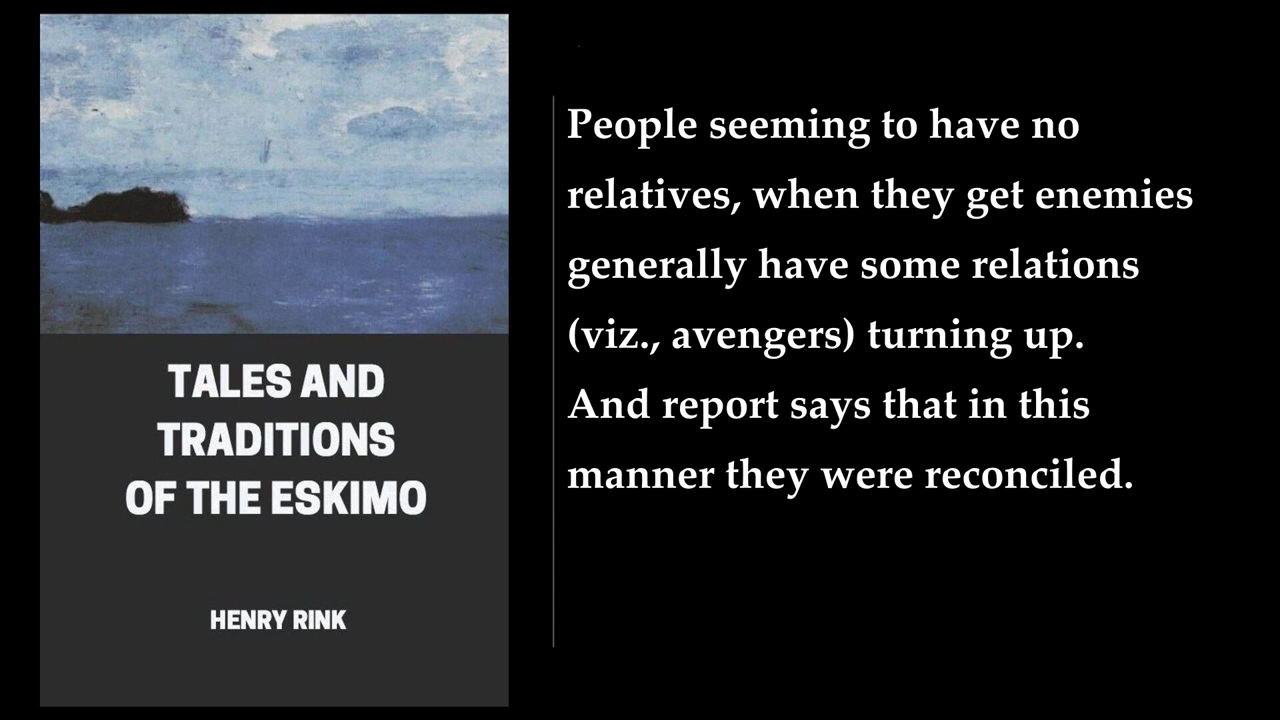 TALES AND
TRADITIONS
OF THE ESKIMO
HENRY RINK
People seeming to have no
relatives, when they get enemies
generally have some relations
(viz., avengers) turning up.
And report says that in this
manner they were reconciled.